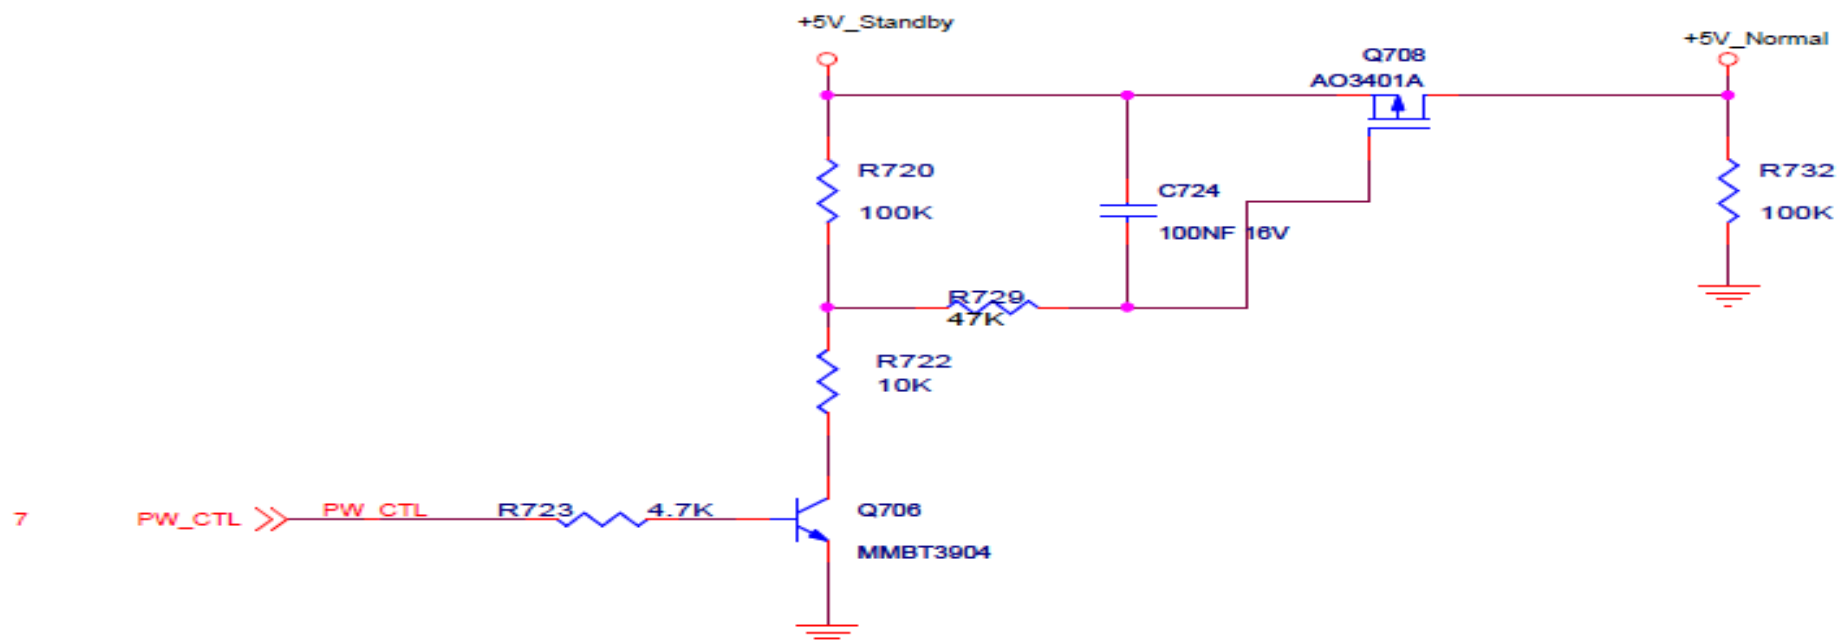 +5V_Standby
+5V_Normal
Q708
AO3401A
R720
100K
C724
100NF 16V
R732
100K
R729
47K
R722
10K
7
PW_CTL
PW_CTL
R723
4.7K
Q706
MMBT3904